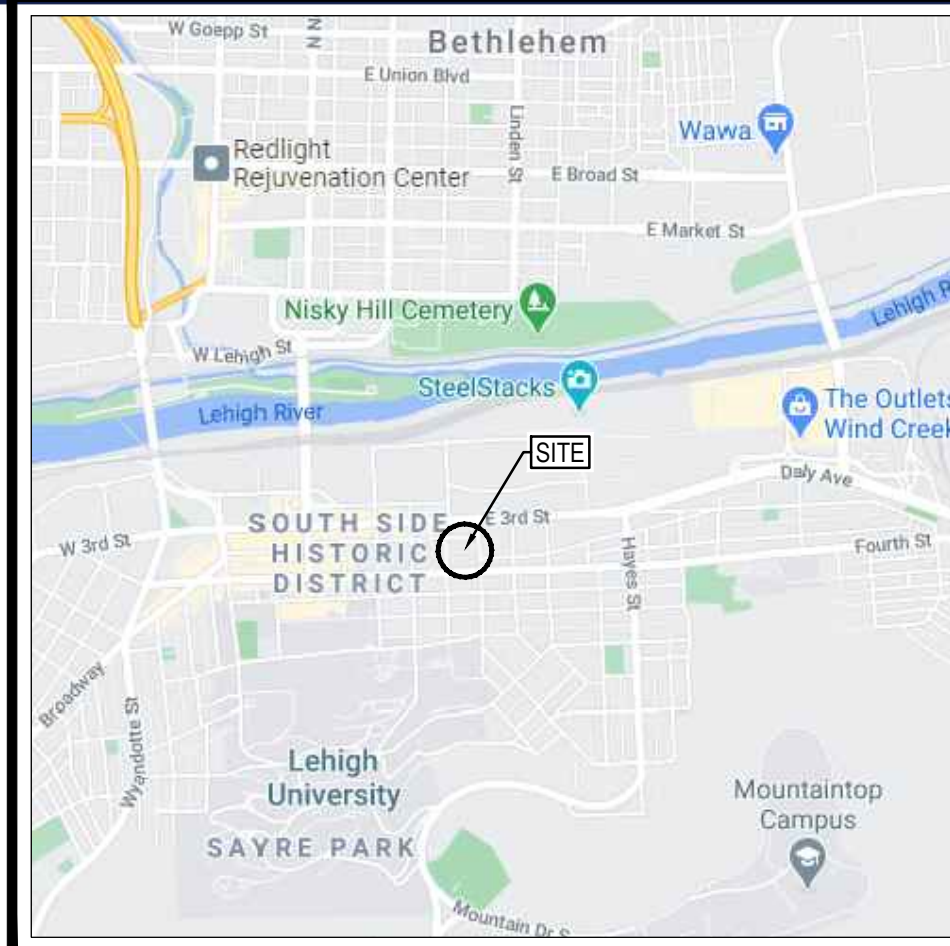 W Goepp St
N
N
Bethlehem
E Union Blvd
Linden St
Wawa
Redlight
Rejuvenation Center
E Broad St
E Market St
Nisky Hill Cemetery
Lehigh R
W Lehigh St
SteelStacks
Lehigh River
The Outlets
Wind Creek
SITE
Daly Ave
SOUTH SIDE
HISTORIC
DISTRICT
E 3rd St
W 3rd St
Fourth St
Hayes St
Broadway
Wyandotte St
Lehigh
University
Mountaintop
Campus
SAYRE PARK
Mountain Dr S